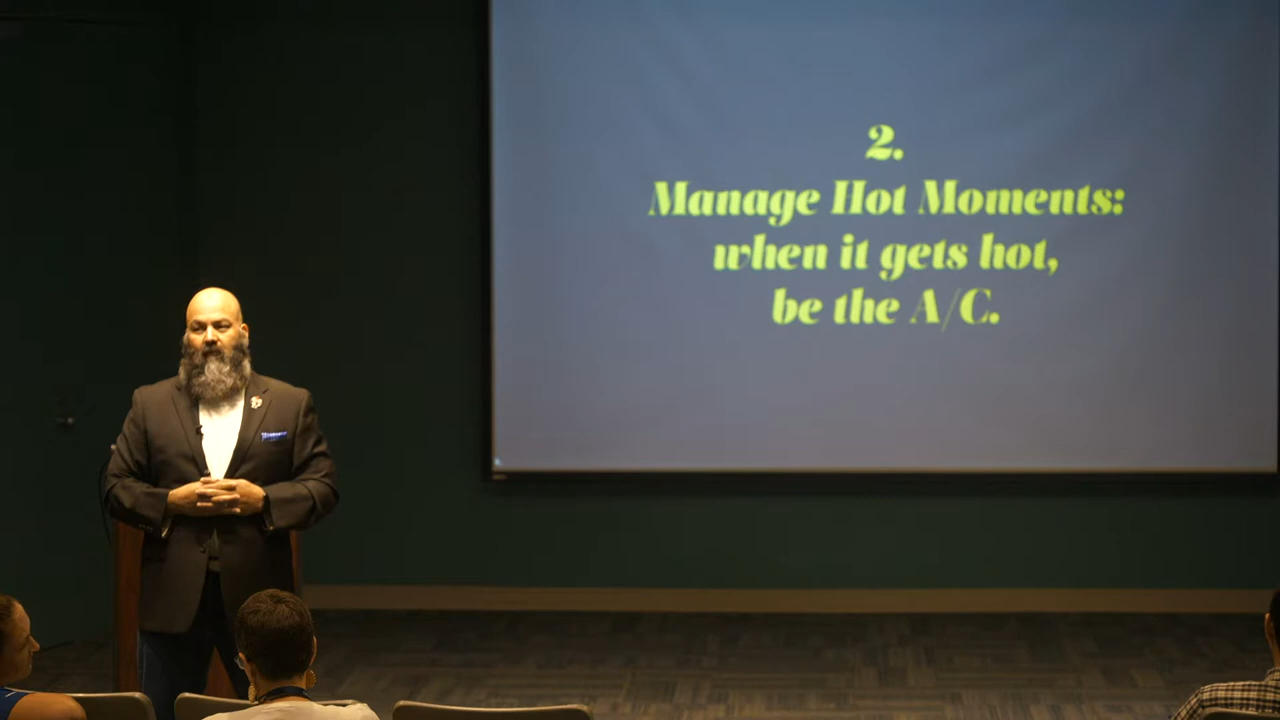 2.
Manage Hot Moments:
when it gets hot,
be the A/C.